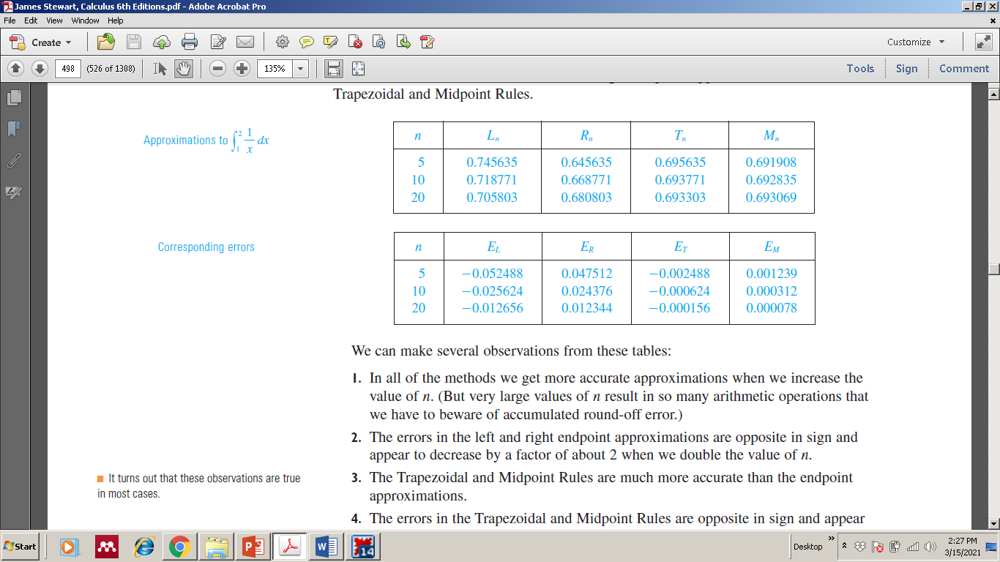 James Stewart, Calculus 6th Editions.pdf - Adobe Acrobat Pro
File Edit View Window Help
Create Customize
498 (526 of 1308) 135% Tools Sign Comment
Trapezoidal and Midpoint Rules.
Approximations to ∫₁² 1/x dx
n Lₙ Rₙ Tₙ Mₙ
5 0.745635 0.645635 0.695635 0.691908
10 0.718771 0.668771 0.693771 0.692835
20 0.705803 0.680803 0.693303 0.693069
Corresponding errors
n E_L E_R E_T E_M
5 −0.052488 0.047512 −0.002488 0.001239
10 −0.025624 0.024376 −0.000624 0.000312
20 −0.012656 0.012344 −0.000156 0.000078
We can make several observations from these tables:
1. In all of the methods we get more accurate approximations when we increase the
value of n. (But very large values of n result in so many arithmetic operations that
we have to beware of accumulated round-off error.)
2. The errors in the left and right endpoint approximations are opposite in sign and
appear to decrease by a factor of about 2 when we double the value of n.
It turns out that these observations are true
in most cases.
3. The Trapezoidal and Midpoint Rules are much more accurate than the endpoint
approximations.
4. The errors in the Trapezoidal and Midpoint Rules are opposite in sign and appear
Start Desktop 2:27 PM
3/15/2021